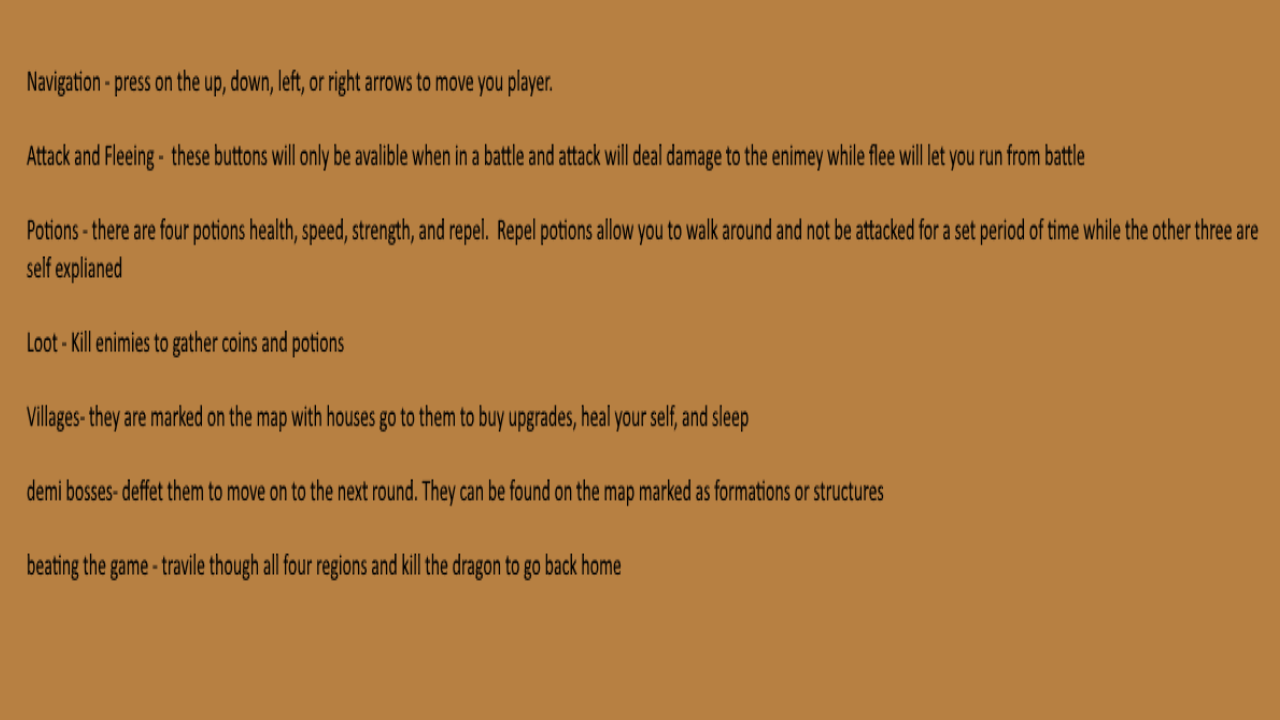 Navigation - press on the up, down, left, or right arrows to move you player.
Attack and Fleeing -  these buttons will only be avalible when in a battle and attack will deal damage to the enimey while flee will let you run from battle
Potions - there are four potions health, speed, strength, and repel.  Repel potions allow you to walk around and not be attacked for a set period of time while the other three are
self explianed
Loot - Kill enimies to gather coins and potions
Villages- they are marked on the map with houses go to them to buy upgrades, heal your self, and sleep
demi bosses- deffet them to move on to the next round. They can be found on the map marked as formations or structures
beating the game - travile though all four regions and kill the dragon to go back home